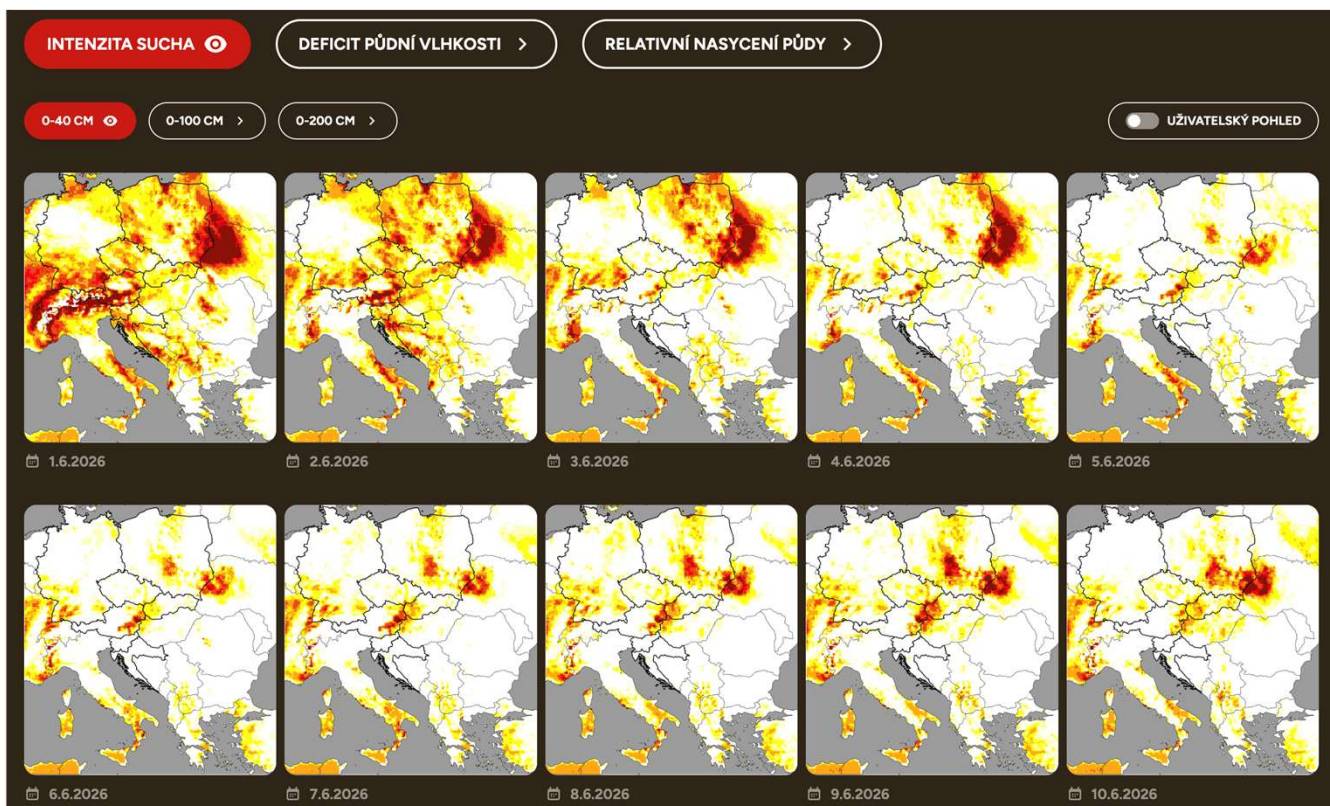 INTENZITA SUCHA
DEFICIT PŮDNÍ VLHKOSTI
RELATIVNÍ NASYCENÍ PŮDY
0-40 CM
0-100 CM
0-200 CM
UŽIVATELSKÝ POHLED
1.6.2026
2.6.2026
3.6.2026
4.6.2026
5.6.2026
6.6.2026
7.6.2026
8.6.2026
9.6.2026
10.6.2026